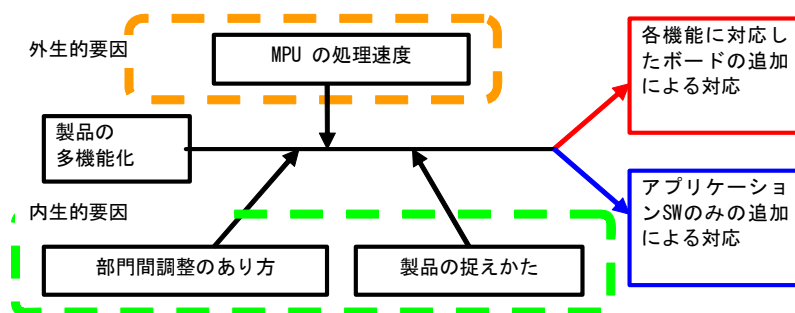 外生的要因
MPU の処理速度
各機能に対応し
たボードの追加
による対応
製品の
多機能化
アプリケーショ
ンSWのみの追加
による対応
内生的要因
部門間調整のあり方
製品の捉えかた